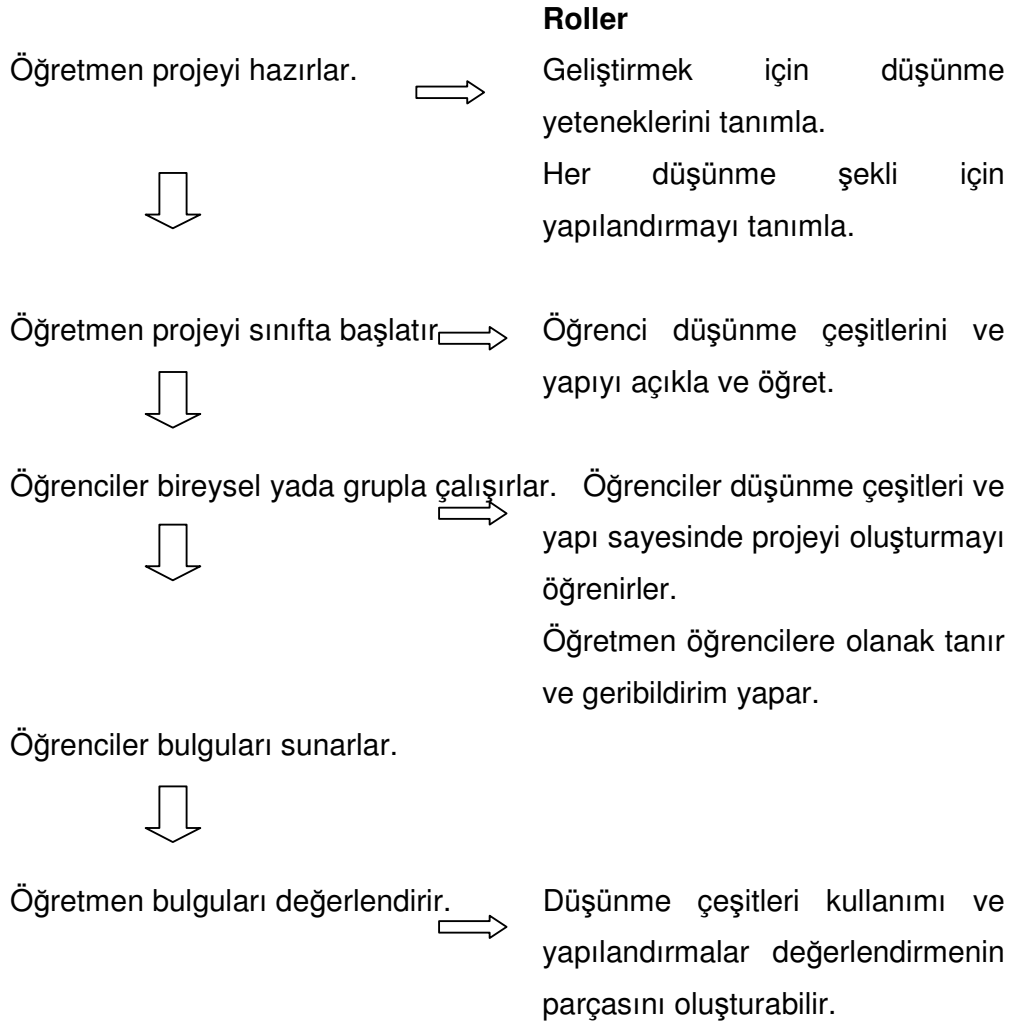 Roller
Öğretmen projeyi hazırlar.
Geliştirmek için düşünme
yeteneklerini tanımla.
Her düşünme şekli için
yapılandırmayı tanımla.
Öğretmen projeyi sınıfta başlatır
Öğrenci düşünme çeşitlerini ve
yapıyı açıkla ve öğret.
Öğrenciler bireysel yada grupla çalışırlar.
Öğrenciler düşünme çeşitleri ve
yapı sayesinde projeyi oluşturmayı
öğrenirler.
Öğretmen öğrencilere olanak tanır
ve geribildirim yapar.
Öğrenciler bulguları sunarlar.
Öğretmen bulguları değerlendirir.
Düşünme çeşitleri kullanımı ve
yapılandırmalar değerlendirmenin
parçasını oluşturabilir.